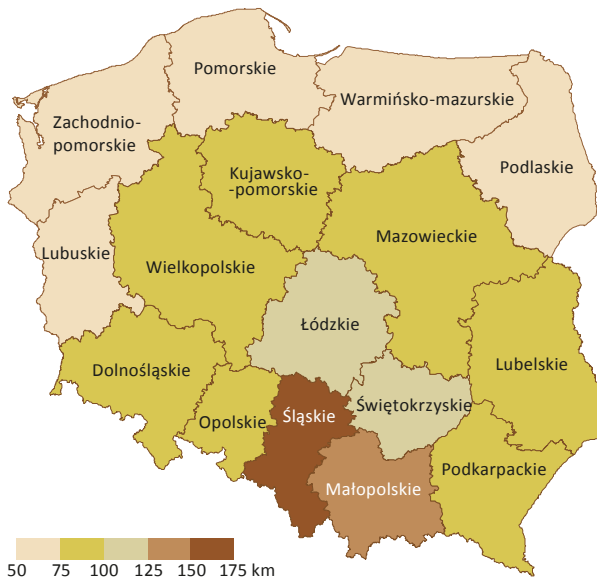 Pomorskie
Warmińsko-mazurskie
Zachodnio-
pomorskie
Podlaskie
Kujawsko-
-pomorskie
Mazowieckie
Lubuskie
Wielkopolskie
Łódzkie
Lubelskie
Dolnośląskie
Świętokrzyskie
Śląskie
Opolskie
Podkarpackie
Małopolskie
50 75 100 125 150 175 km